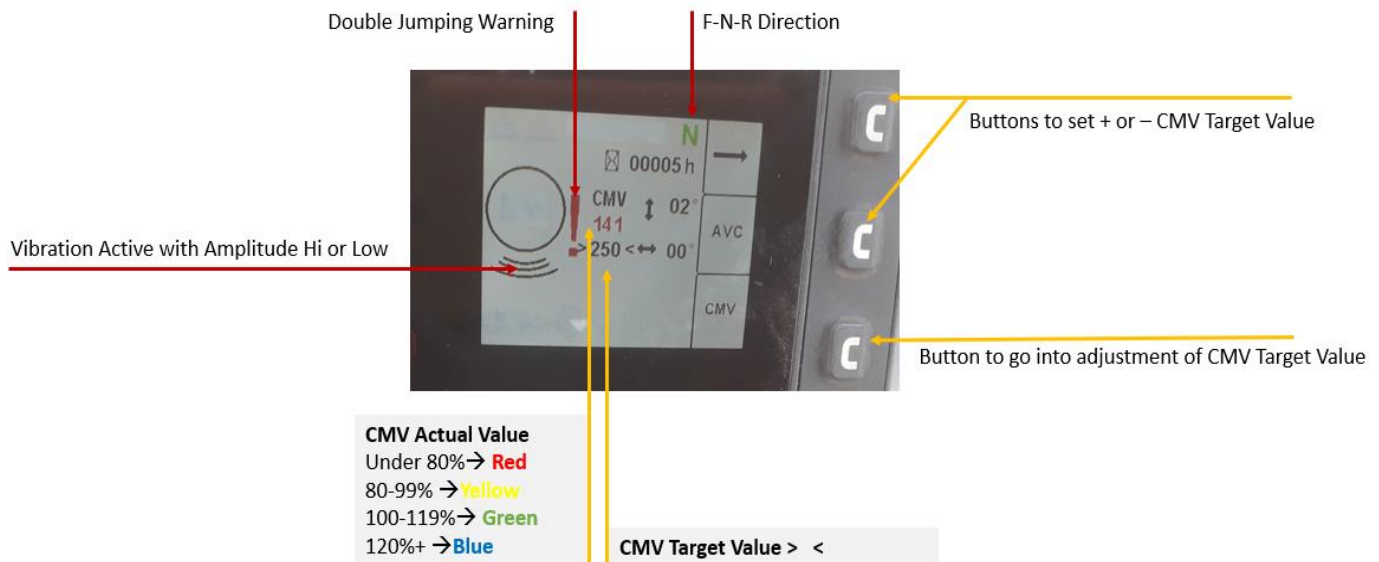 Double Jumping Warning
F-N-R Direction
N
00005 h
CMV 02°
141
>250< 00°
AVC
CMV
C
C
C
Buttons to set + or – CMV Target Value
Vibration Active with Amplitude Hi or Low
Button to go into adjustment of CMV Target Value
CMV Actual Value
Under 80%→ Red
80-99% →Yellow
100-119%→ Green
120%+ →Blue
CMV Target Value > <